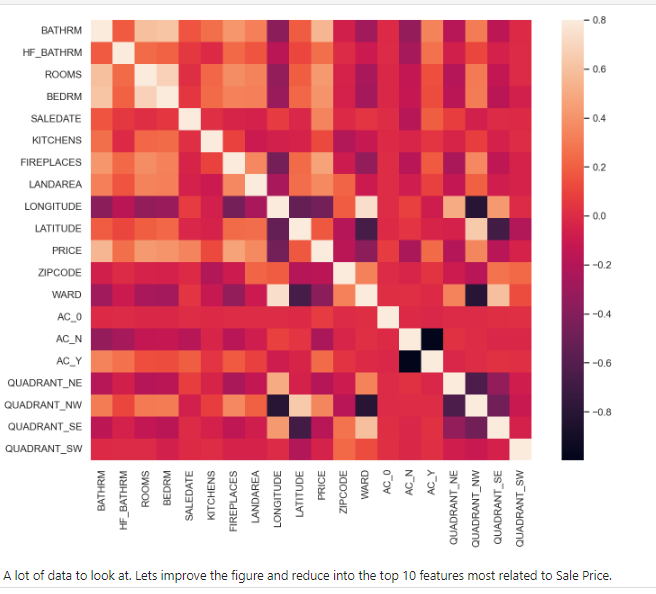 BATHRM
HF_BATHRM
ROOMS
BEDRM
SALEDATE
KITCHENS
FIREPLACES
LANDAREA
LONGITUDE
LATITUDE
PRICE
ZIPCODE
WARD
AC_0
AC_N
AC_Y
QUADRANT_NE
QUADRANT_NW
QUADRANT_SE
QUADRANT_SW
0.8
0.6
0.4
0.2
0.0
−0.2
−0.4
−0.6
−0.8
BATHRM
HF_BATHRM
ROOMS
BEDRM
SALEDATE
KITCHENS
FIREPLACES
LANDAREA
LONGITUDE
LATITUDE
PRICE
ZIPCODE
WARD
AC_0
AC_N
AC_Y
QUADRANT_NE
QUADRANT_NW
QUADRANT_SE
QUADRANT_SW
A lot of data to look at. Lets improve the figure and reduce into the top 10 features most related to Sale Price.